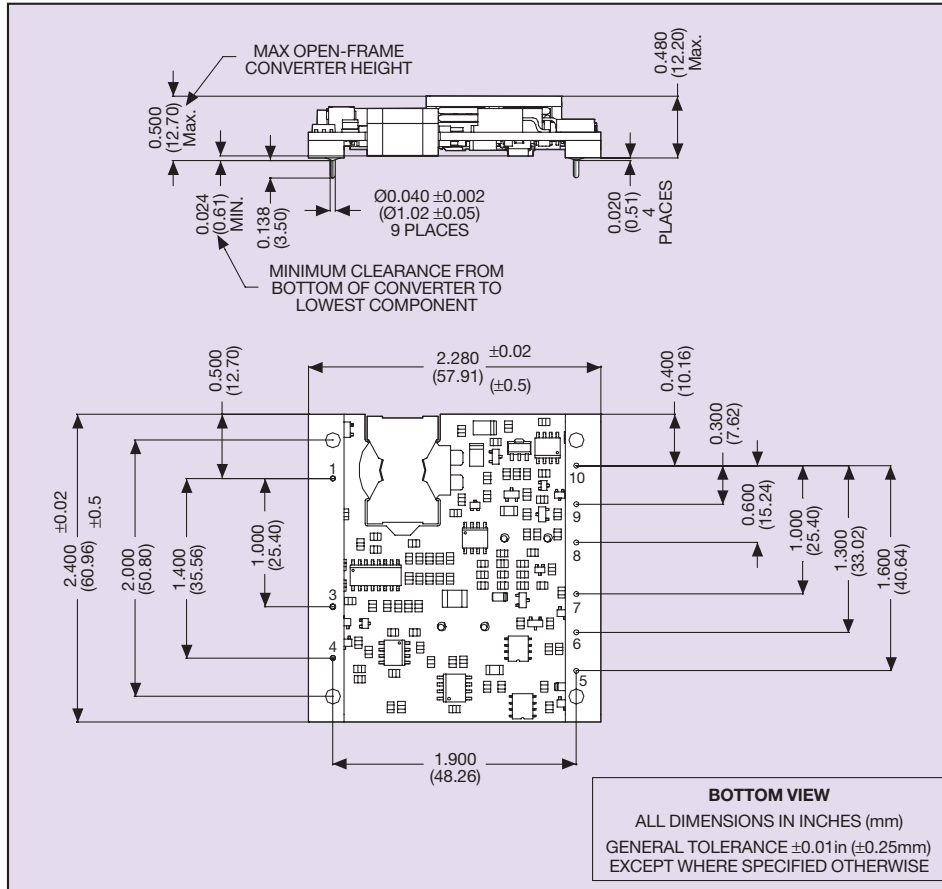 MAX OPEN-FRAME
CONVERTER HEIGHT
0.480
(12.20)
Max.
0.500
(12.70)
Max.
0.024
(0.61)
MIN.
0.138
(3.50)
Ø0.040 ±0.002
(Ø1.02 ±0.05)
9 PLACES
0.020
(0.51)
4
PLACES
MINIMUM CLEARANCE FROM
BOTTOM OF CONVERTER TO
LOWEST COMPONENT
0.500
(12.70)
2.280 ±0.02
(57.91) (±0.5)
0.400
(10.16)
0.300
(7.62)
0.600
(15.24)
1.000
(25.40)
1.300
(33.02)
1.600
(40.64)
2.400 ±0.02
(60.96) ±0.5
2.000
(50.80)
1.400
(35.56)
1.000
(25.40)
1
3
4
10
9
8
7
6
5
1.900
(48.26)
BOTTOM VIEW
ALL DIMENSIONS IN INCHES (mm)
GENERAL TOLERANCE ±0.01in (±0.25mm)
EXCEPT WHERE SPECIFIED OTHERWISE